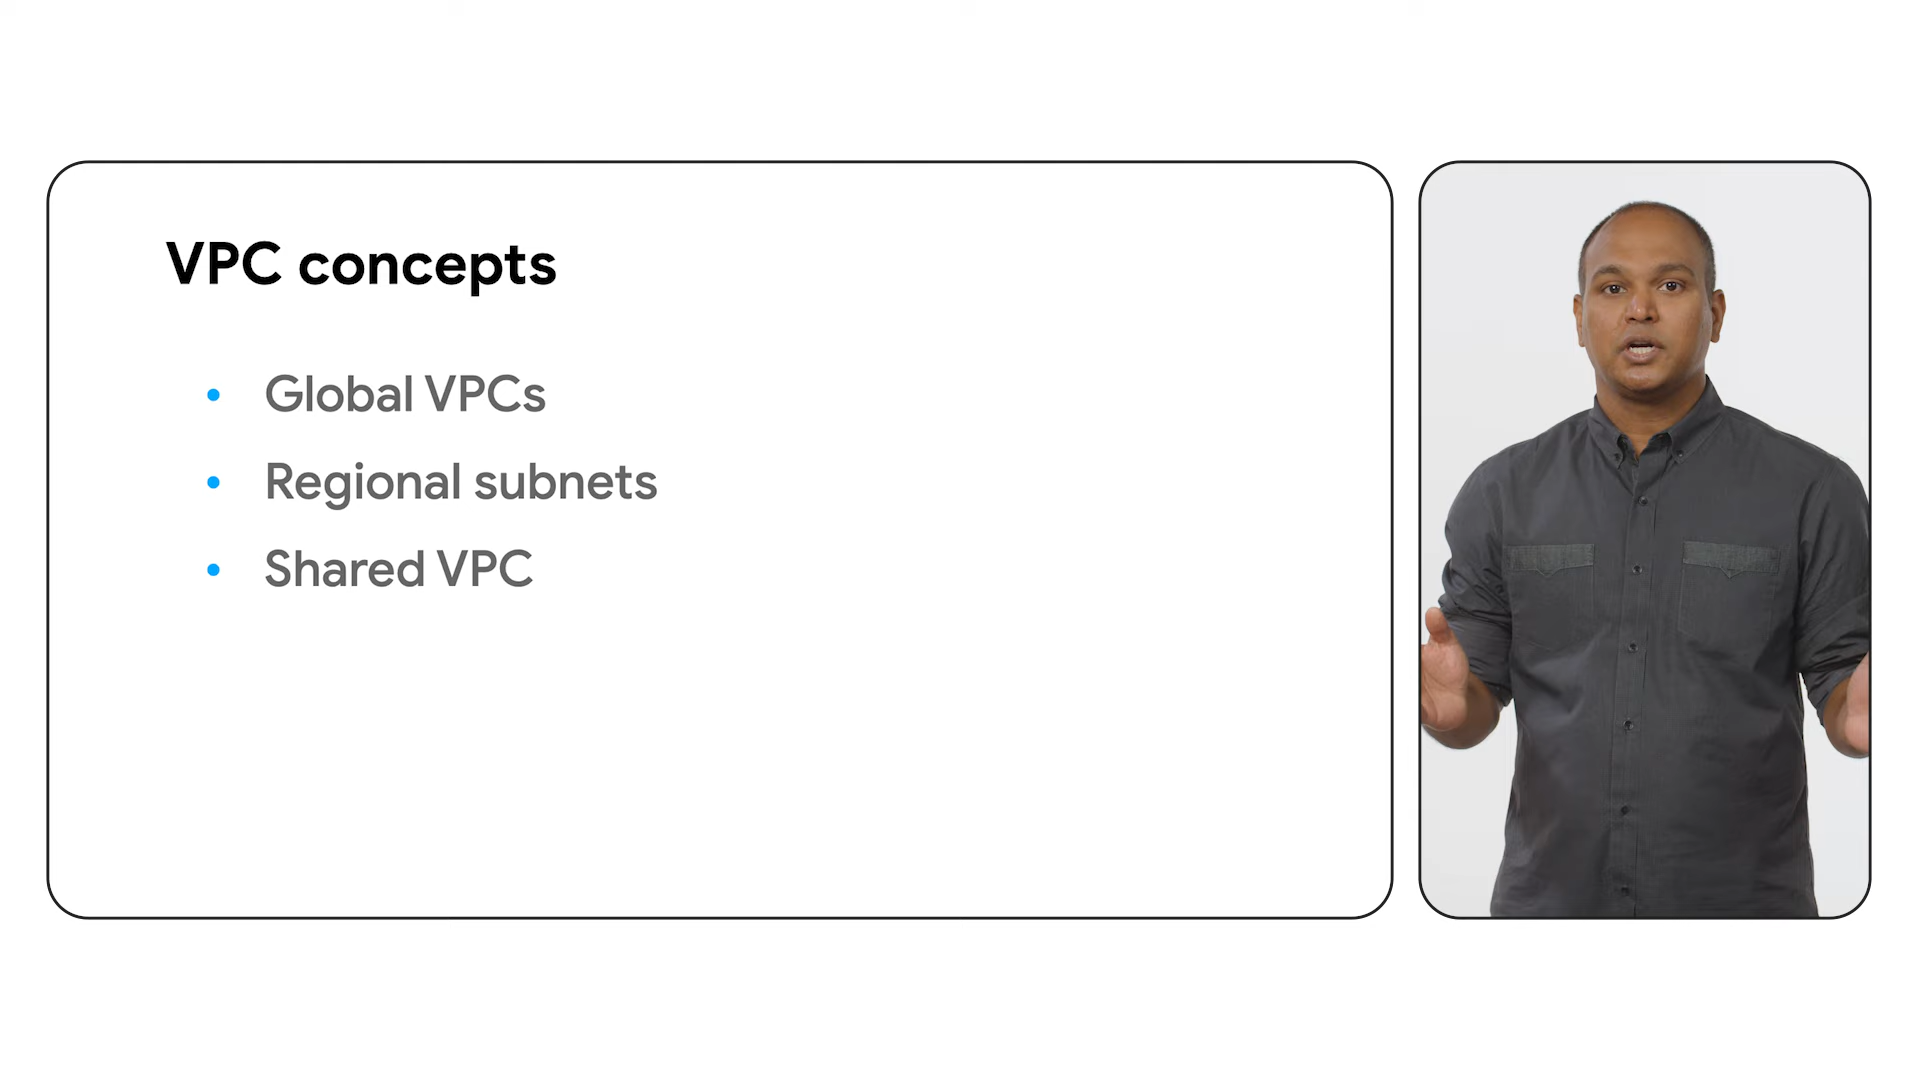 VPC concepts
• Global VPCs
• Regional subnets
• Shared VPC